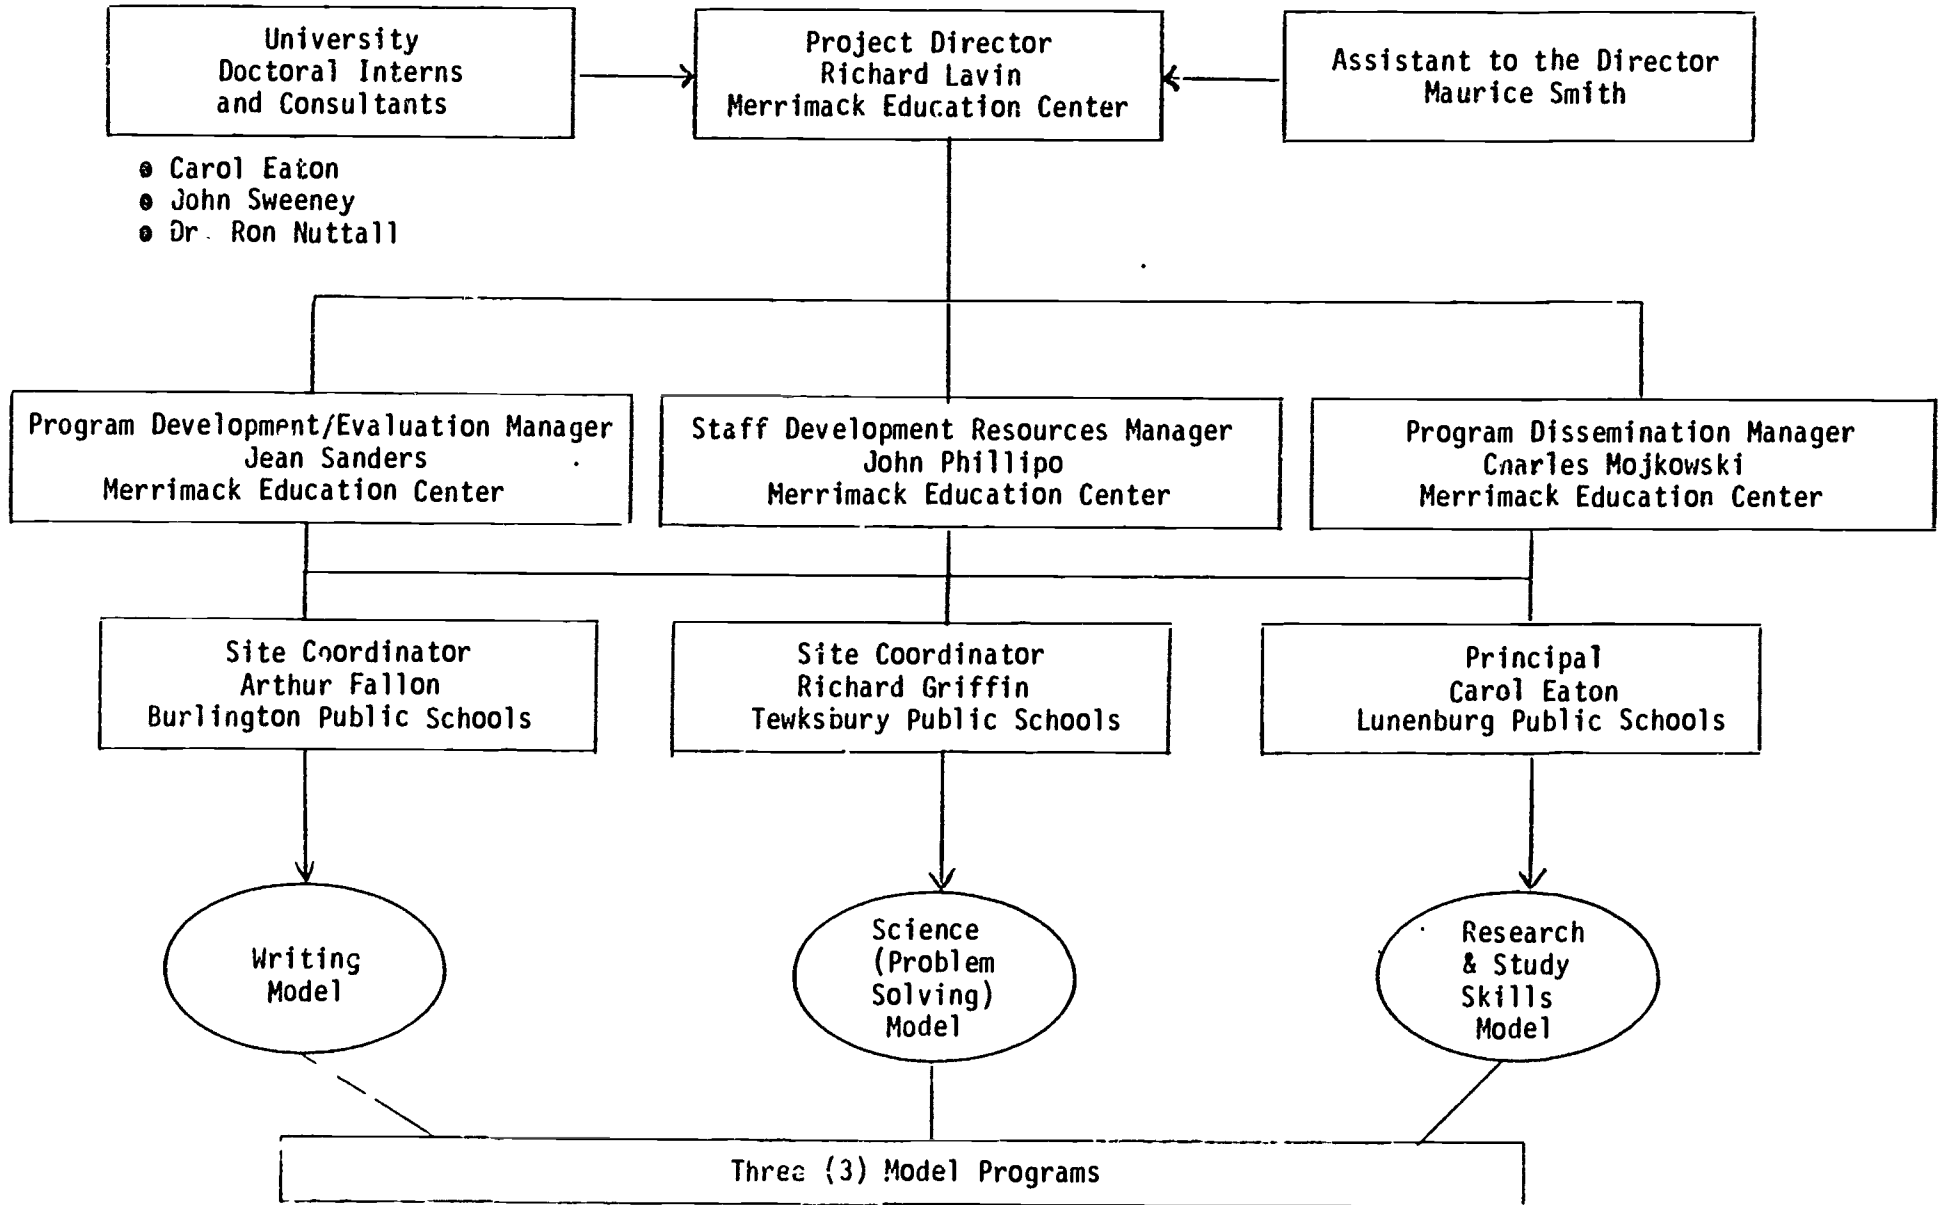 University
Doctoral Interns
and Consultants
Project Director
Richard Lavin
Merrimack Education Center
Assistant to the Director
Maurice Smith
• Carol Eaton
• John Sweeney
• Dr. Ron Nuttall
Program Development/Evaluation Manager
Jean Sanders
Merrimack Education Center
Staff Development Resources Manager
John Phillipo
Merrimack Education Center
Program Dissemination Manager
Charles Mojkowski
Merrimack Education Center
Site Coordinator
Arthur Fallon
Burlington Public Schools
Site Coordinator
Richard Griffin
Tewksbury Public Schools
Principal
Carol Eaton
Lunenburg Public Schools
Writing
Model
Science
(Problem
Solving)
Model
Research
& Study
Skills
Model
Three (3) Model Programs